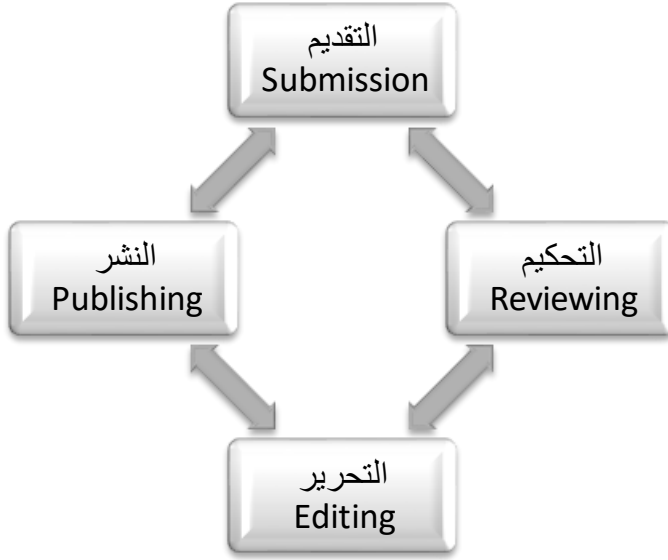 التقديم
Submission
النشر
Publishing
التحكيم
Reviewing
التحرير
Editing